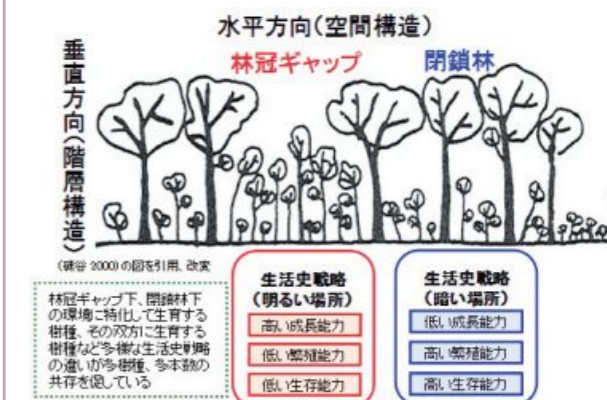 水平方向(空間構造)
垂直方向(階層構造)
林冠ギャップ
閉鎖林
(磯谷 2000)の図を引用、改変
林冠ギャップ下、閉鎖林下
の環境に特化して生育する
樹種、その双方に生育する
樹種など多様な生活史戦略
の違いが多樹種、多本数の
共存を促している
生活史戦略
(明るい場所)
高い成長能力
低い繁殖能力
低い生存能力
生活史戦略
(暗い場所)
低い成長能力
高い繁殖能力
高い生存能力